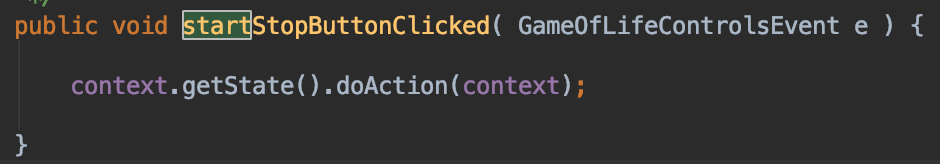 */
public void startStopButtonClicked( GameOfLifeControlsEvent e ) {
context.getState().doAction(context);
}